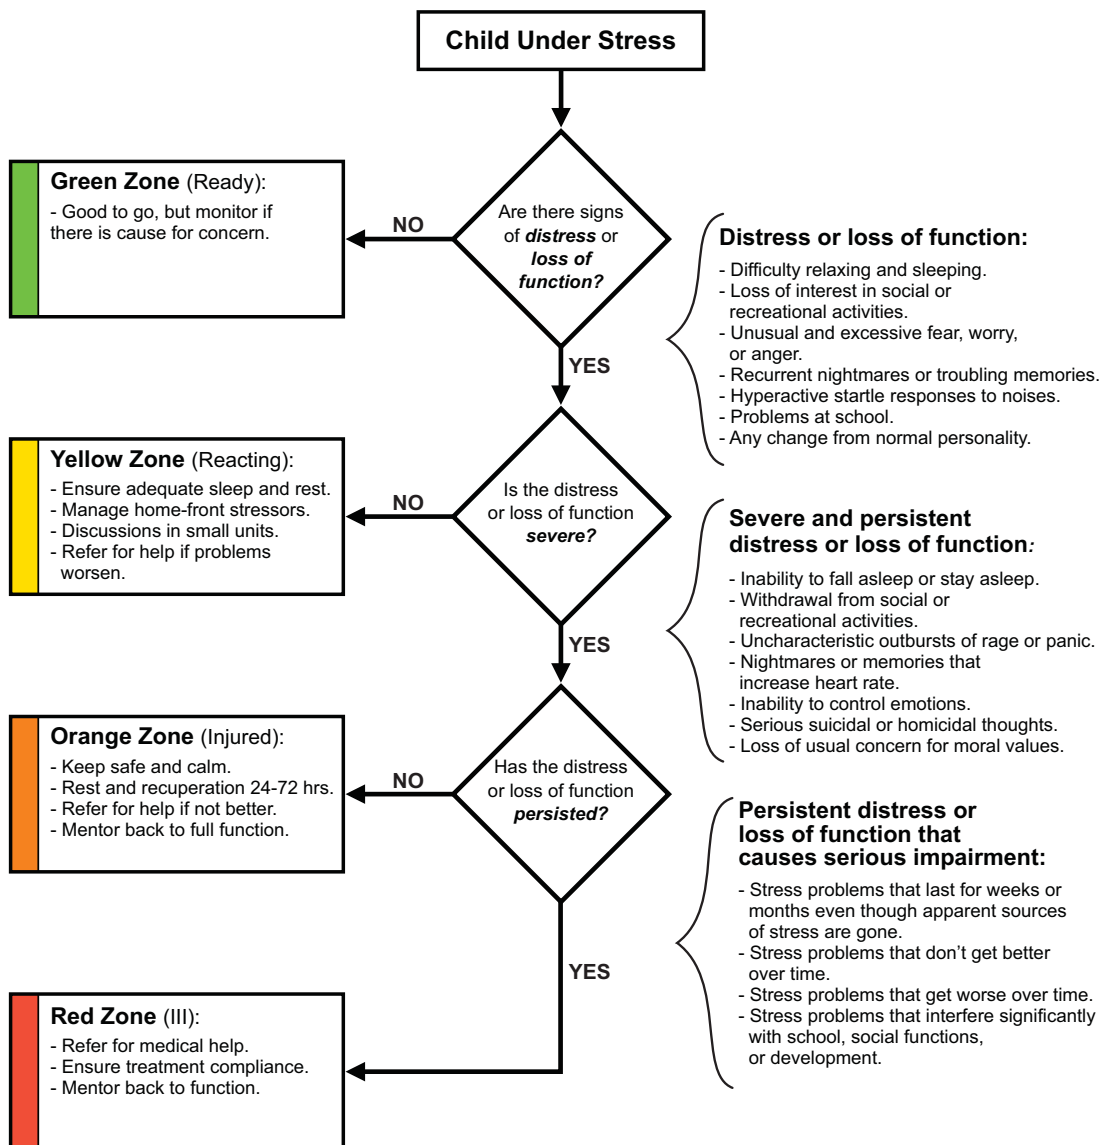 Child Under Stress
Green Zone (Ready):
- Good to go, but monitor if
there is cause for concern.
NO
Are there signs
of distress or
loss of
function?
YES
Distress or loss of function:
- Difficulty relaxing and sleeping.
- Loss of interest in social or
recreational activities.
- Unusual and excessive fear, worry,
or anger.
- Recurrent nightmares or troubling memories.
- Hyperactive startle responses to noises.
- Problems at school.
- Any change from normal personality.
Yellow Zone (Reacting):
- Ensure adequate sleep and rest.
- Manage home-front stressors.
- Discussions in small units.
- Refer for help if problems
worsen.
NO
Is the distress
or loss of function
severe?
YES
Severe and persistent
distress or loss of function:
- Inability to fall asleep or stay asleep.
- Withdrawal from social or
recreational activities.
- Uncharacteristic outbursts of rage or panic.
- Nightmares or memories that
increase heart rate.
- Inability to control emotions.
- Serious suicidal or homicidal thoughts.
- Loss of usual concern for moral values.
Orange Zone (Injured):
- Keep safe and calm.
- Rest and recuperation 24-72 hrs.
- Refer for help if not better.
- Mentor back to full function.
NO
Has the distress
or loss of function
persisted?
YES
Persistent distress or
loss of function that
causes serious impairment:
- Stress problems that last for weeks or
months even though apparent sources
of stress are gone.
- Stress problems that don’t get better
over time.
- Stress problems that get worse over time.
- Stress problems that interfere significantly
with school, social functions,
or development.
Red Zone (III):
- Refer for medical help.
- Ensure treatment compliance.
- Mentor back to function.